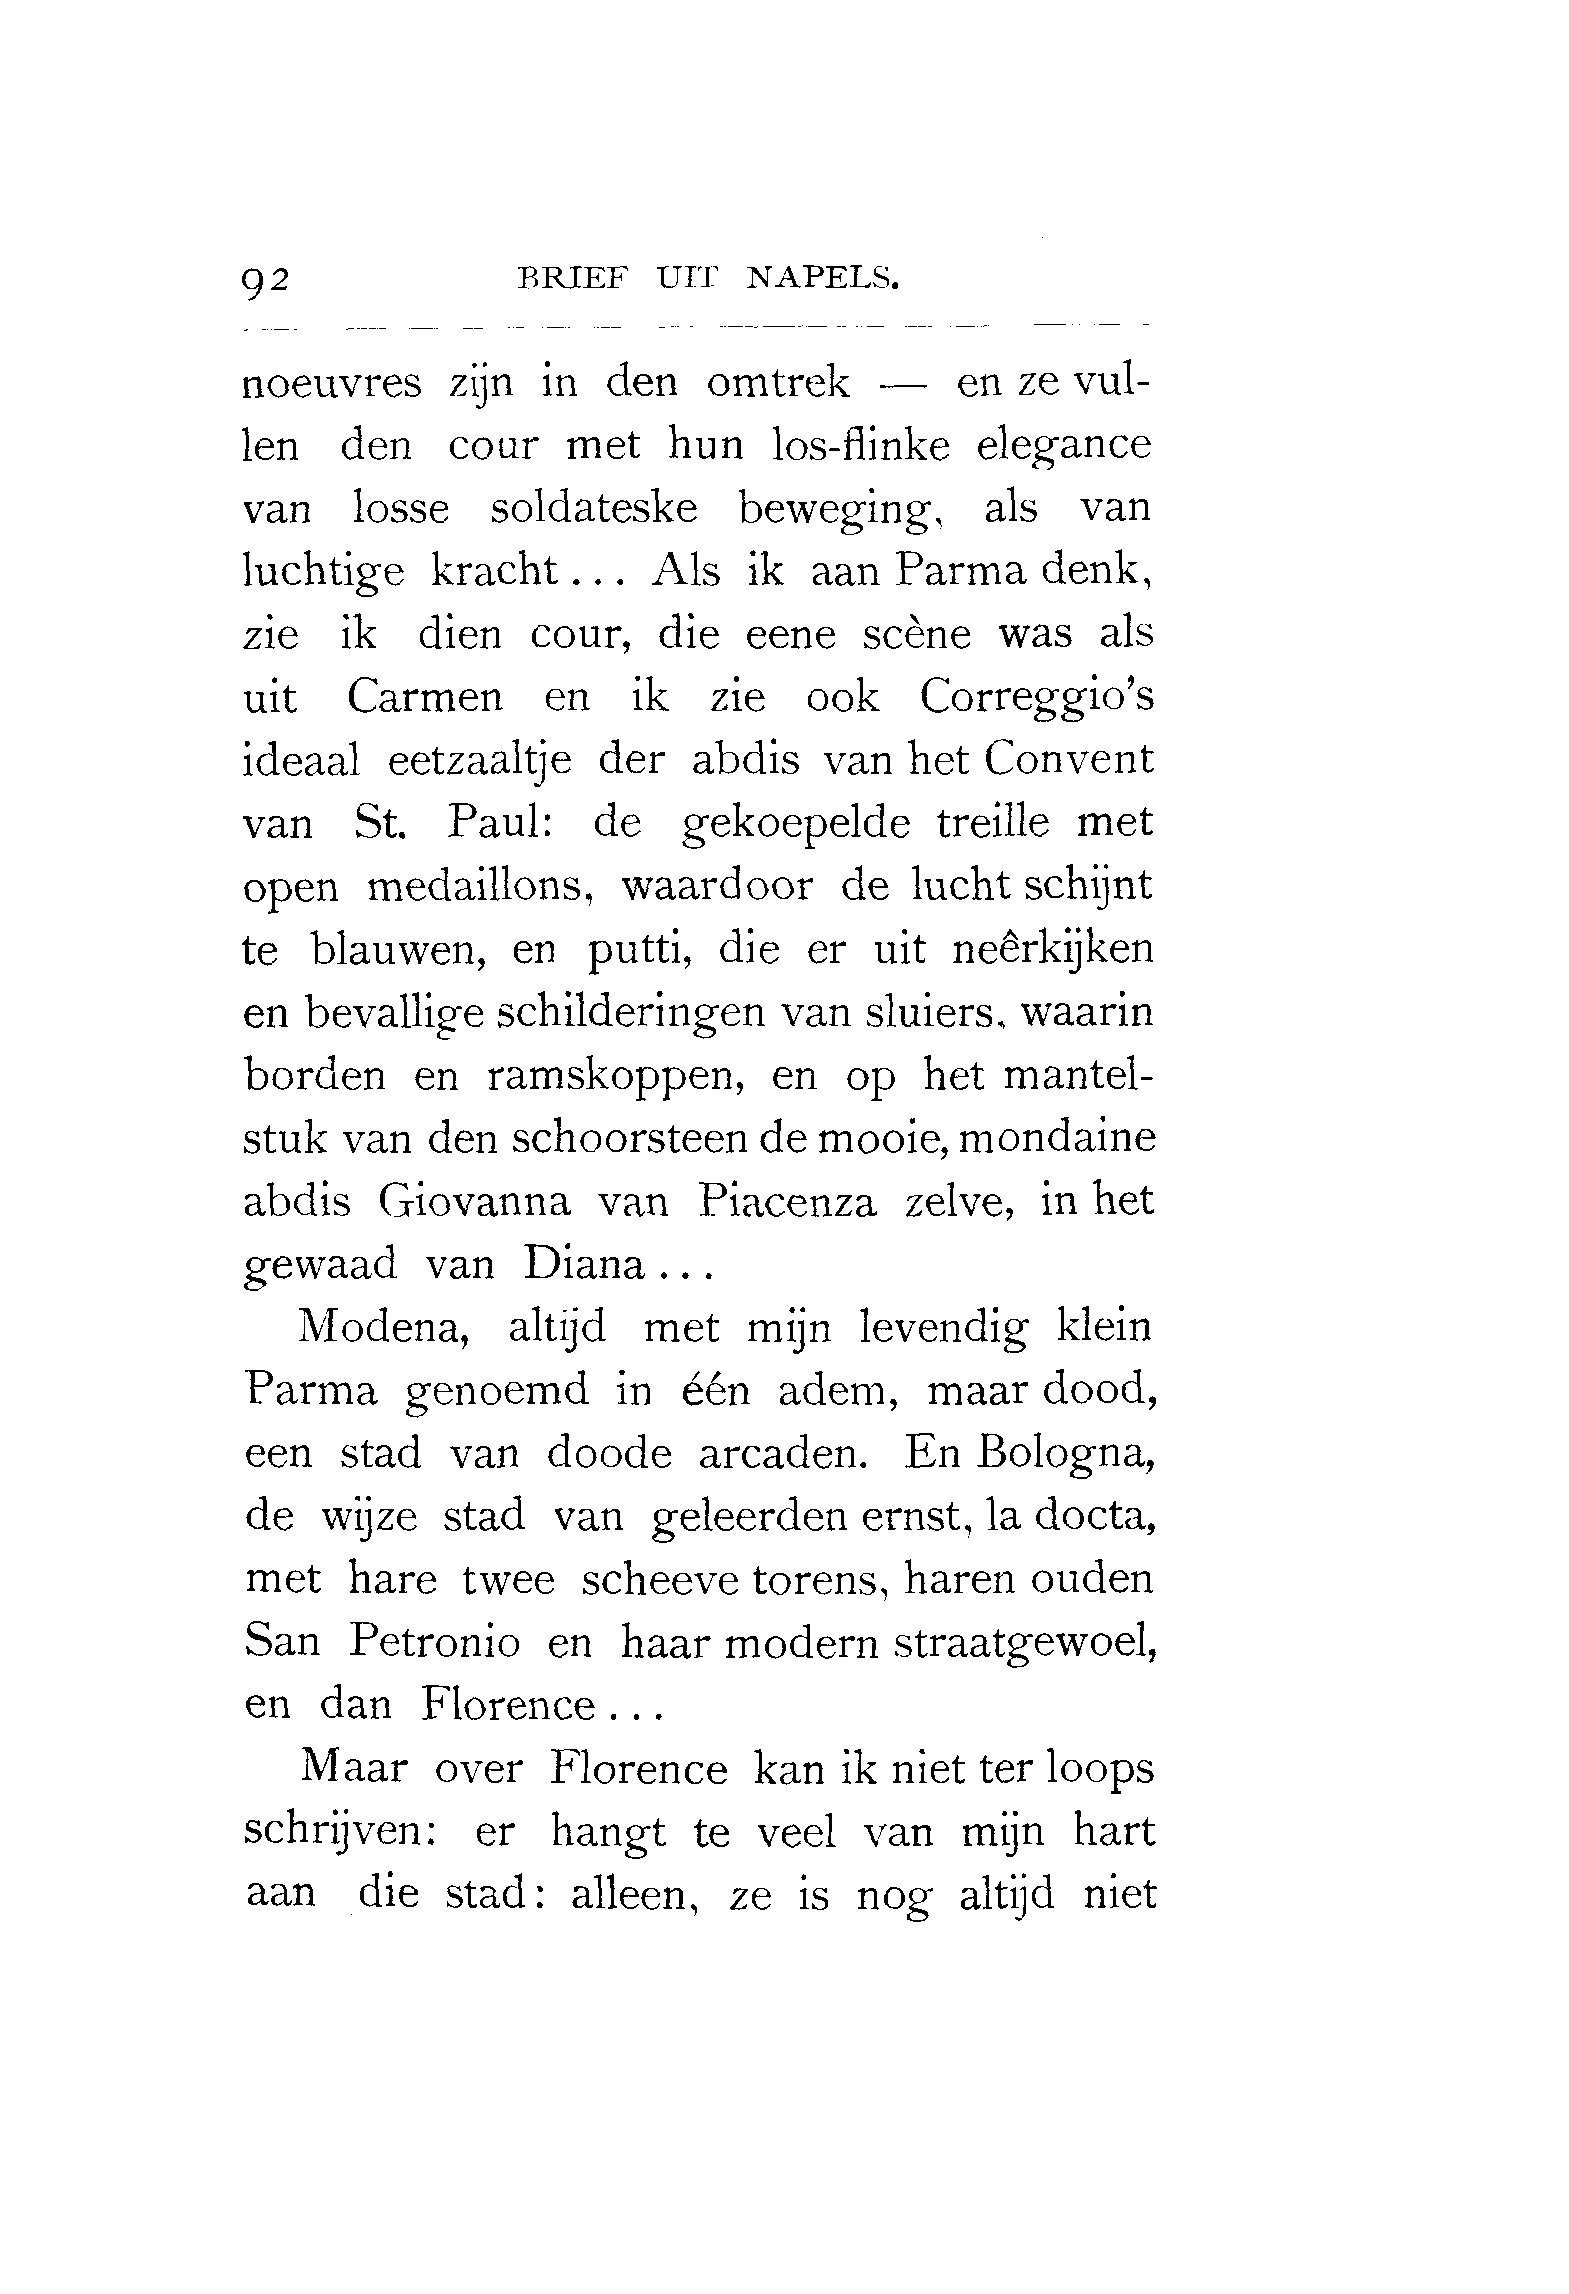 92 BRIEF UIT NAPELS.
noeuvres zijn in den omtrek — en ze vul-
len den cour met hun los-flinke elegance
van losse soldateske beweging, als van
luchtige kracht... Als ik aan Parma denk,
zie ik dien cour, die eene scène was als
uit Carmen en ik zie ook Correggio's
ideaal eetzaaltje der abdis van het Convent
van St. Paul: de gekoepelde treille met
open medaillons, waardoor de lucht schijnt
te blauwen, en putti, die er uit neêrkijken
en bevallige schilderingen van sluiers, waarin
borden en ramskoppen, en op het mantel-
stuk van den schoorsteen de mooie, mondaine
abdis Giovanna van Piacenza zelve, in het
gewaad van Diana...
Modena, altijd met mijn levendig klein
Parma genoemd in één adem, maar dood,
een stad van doode arcaden. En Bologna,
de wijze stad van geleerden ernst, la docta,
met hare twee scheeve torens, haren ouden
San Petronio en haar modern straatgewoel,
en dan Florence...
Maar over Florence kan ik niet ter loops
schrijven: er hangt te veel van mijn hart
aan die stad: alleen, ze is nog altijd niet